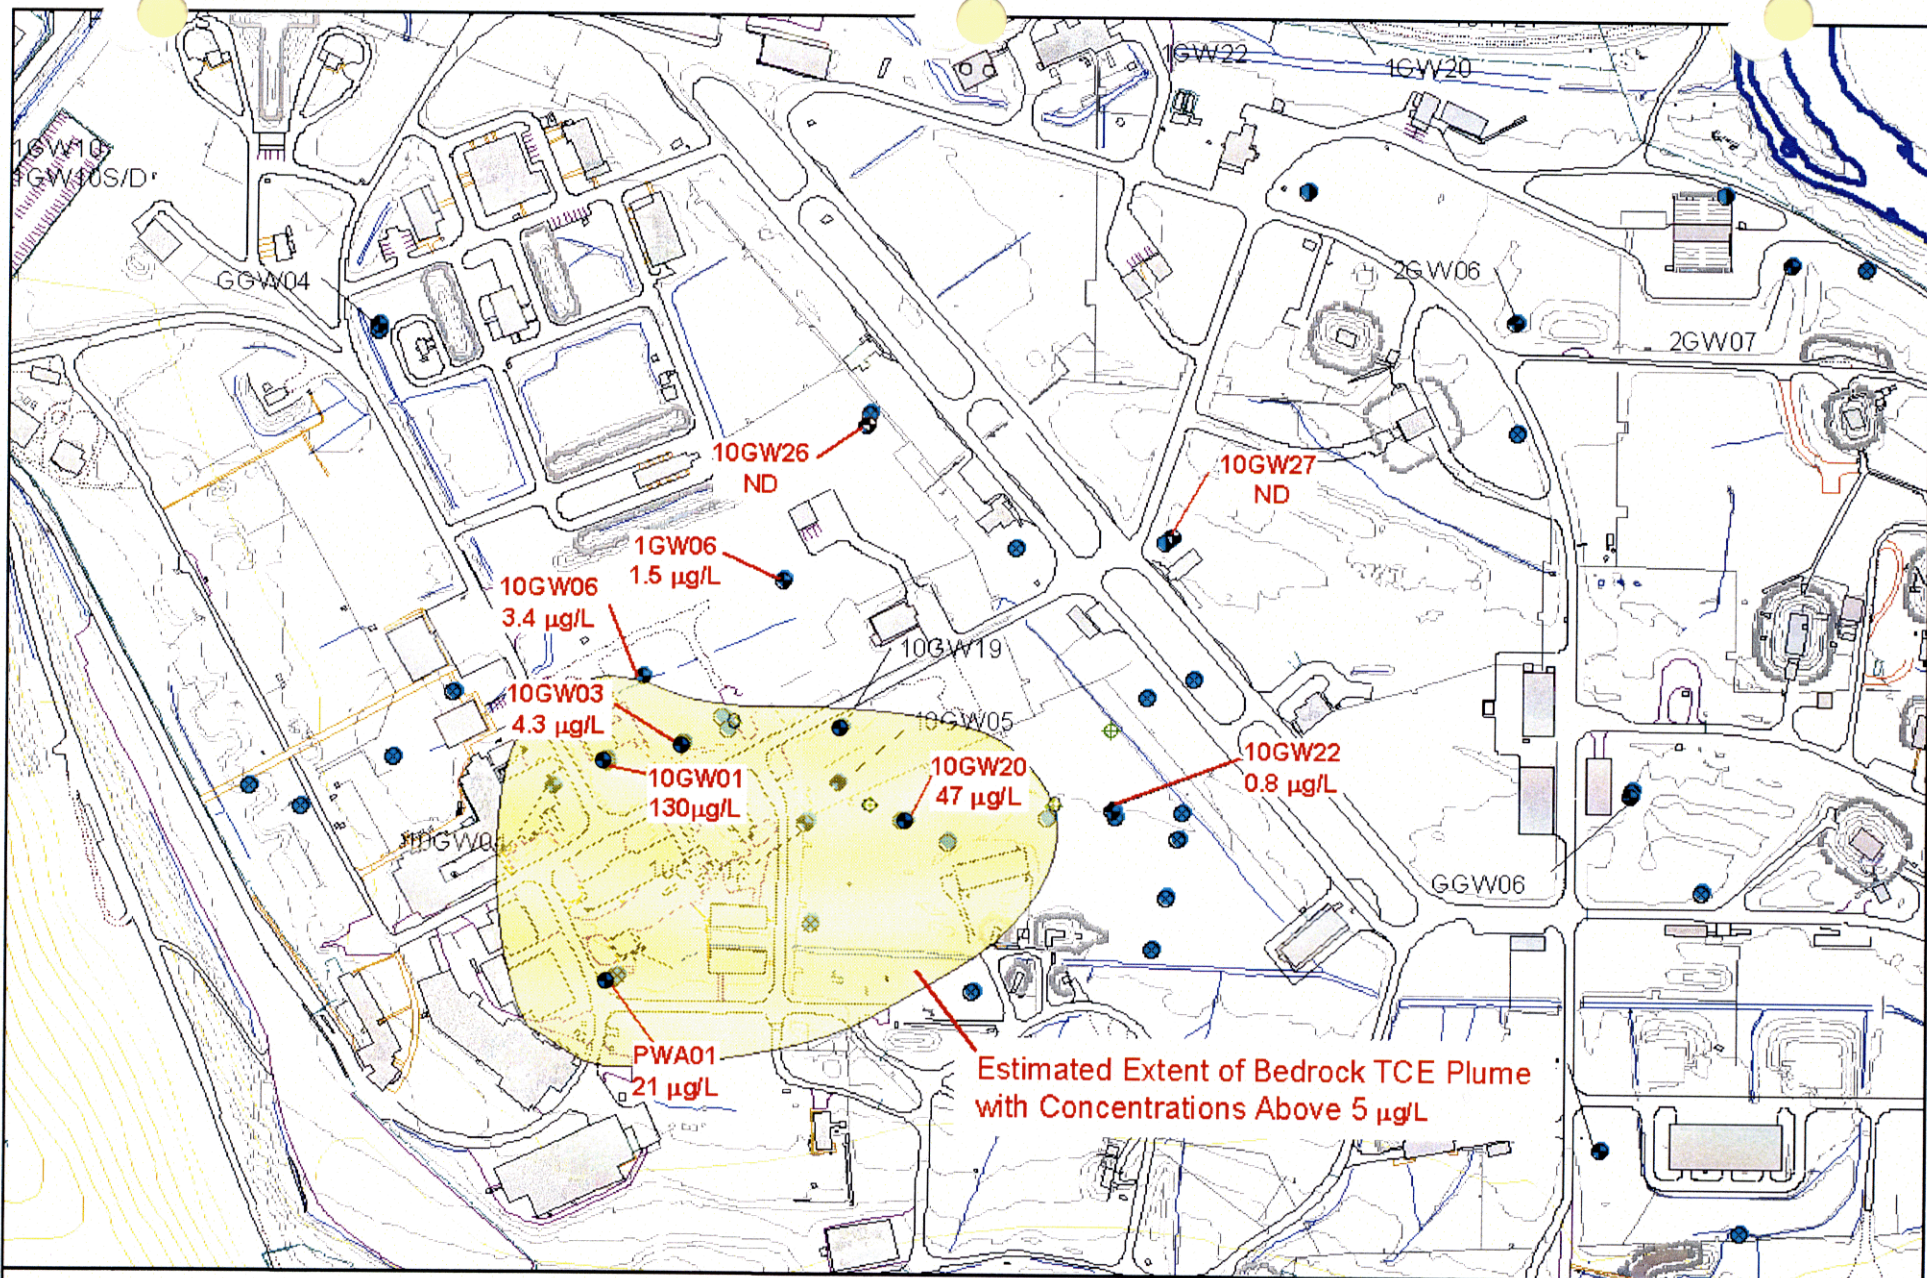 1GW22
1GW20
1GW10
1GW10S/D
GGW04
2GW06
2GW07
10GW26
ND
10GW27
ND
1GW06
1.5 µg/L
10GW06
3.4 µg/L
10GW19
10GW03
4.3 µg/L
10GW05
10GW01
130µg/L
10GW20
47 µg/L
10GW22
0.8 µg/L
GGW06
PWA01
21 µg/L
Estimated Extent of Bedrock TCE Plume
with Concentrations Above 5 µg/L